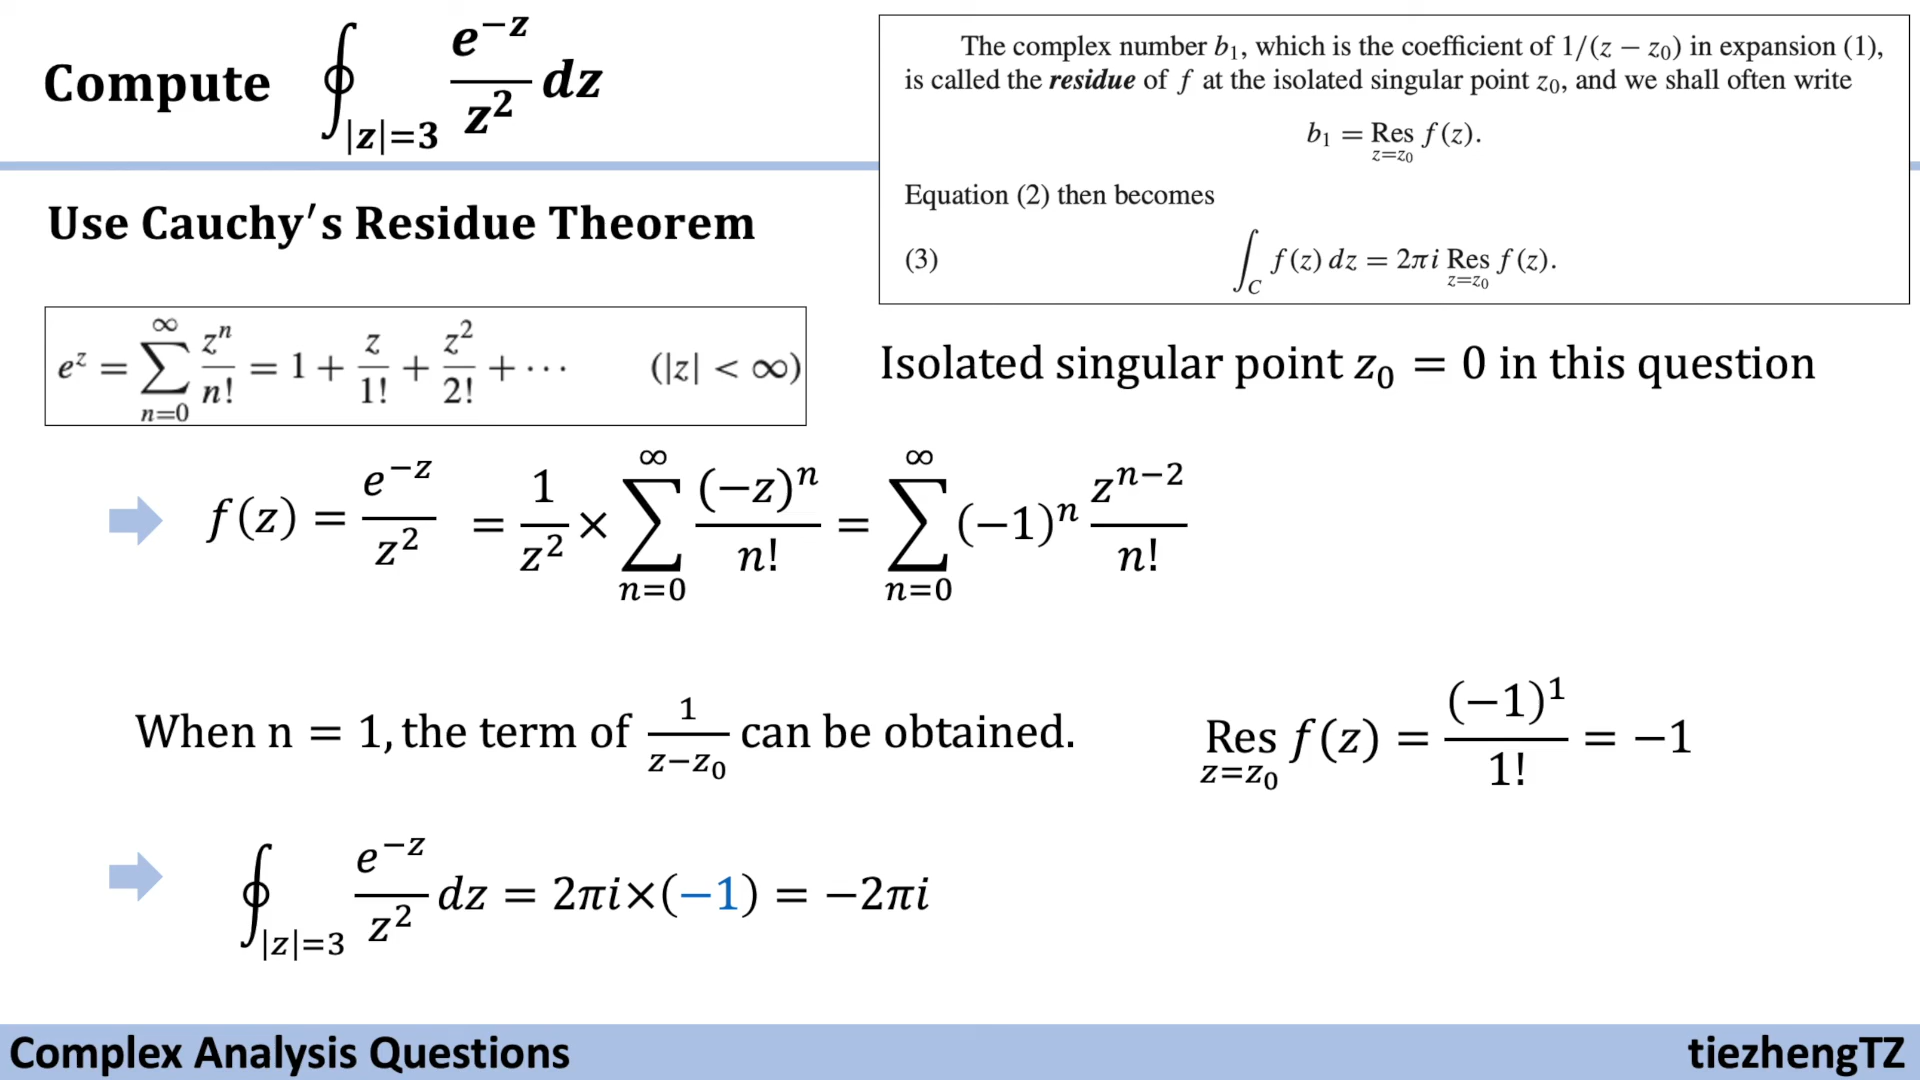 Compute ∮_{|z|=3} e^{−z}/z² dz
The complex number b₁, which is the coefficient of 1/(z − z₀) in expansion (1),
is called the residue of f at the isolated singular point z₀, and we shall often write
b₁ = Res_{z=z₀} f(z).
Equation (2) then becomes
(3) ∫_C f(z) dz = 2πi Res_{z=z₀} f(z).
Use Cauchy′s Residue Theorem
e^z = ∑_{n=0}^{∞} z^n/n! = 1 + z/1! + z²/2! + ⋯ (|z| < ∞)
Isolated singular point z₀ = 0 in this question
f(z) = e^{−z}/z² = 1/z² × ∑_{n=0}^{∞} (−z)^n/n! = ∑_{n=0}^{∞} (−1)^n z^{n−2}/n!
When n = 1, the term of 1/(z−z₀) can be obtained.
Res_{z=z₀} f(z) = (−1)¹/1! = −1
∮_{|z|=3} e^{−z}/z² dz = 2πi×(−1) = −2πi
Complex Analysis Questions
tiezhengTZ